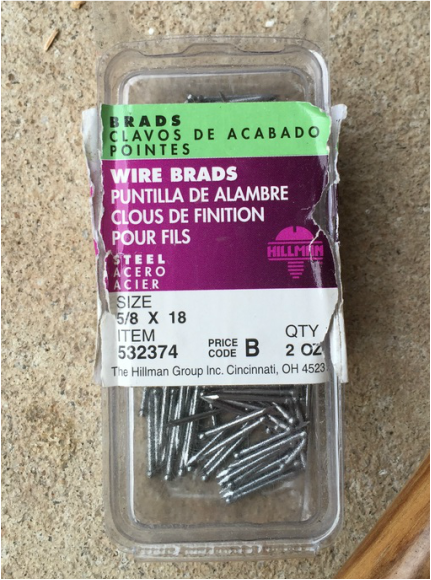 BRADS
CLAVOS DE ACABADO
POINTES
WIRE BRADS
PUNTILLA DE ALAMBRE
CLOUS DE FINITION
POUR FILS
HILLMAN
STEEL
ACERO
ACIER
SIZE
5/8 X 18
ITEM
532374
PRICE CODE B
QTY
2 OZ
The Hillman Group Inc. Cincinnati, OH 4523